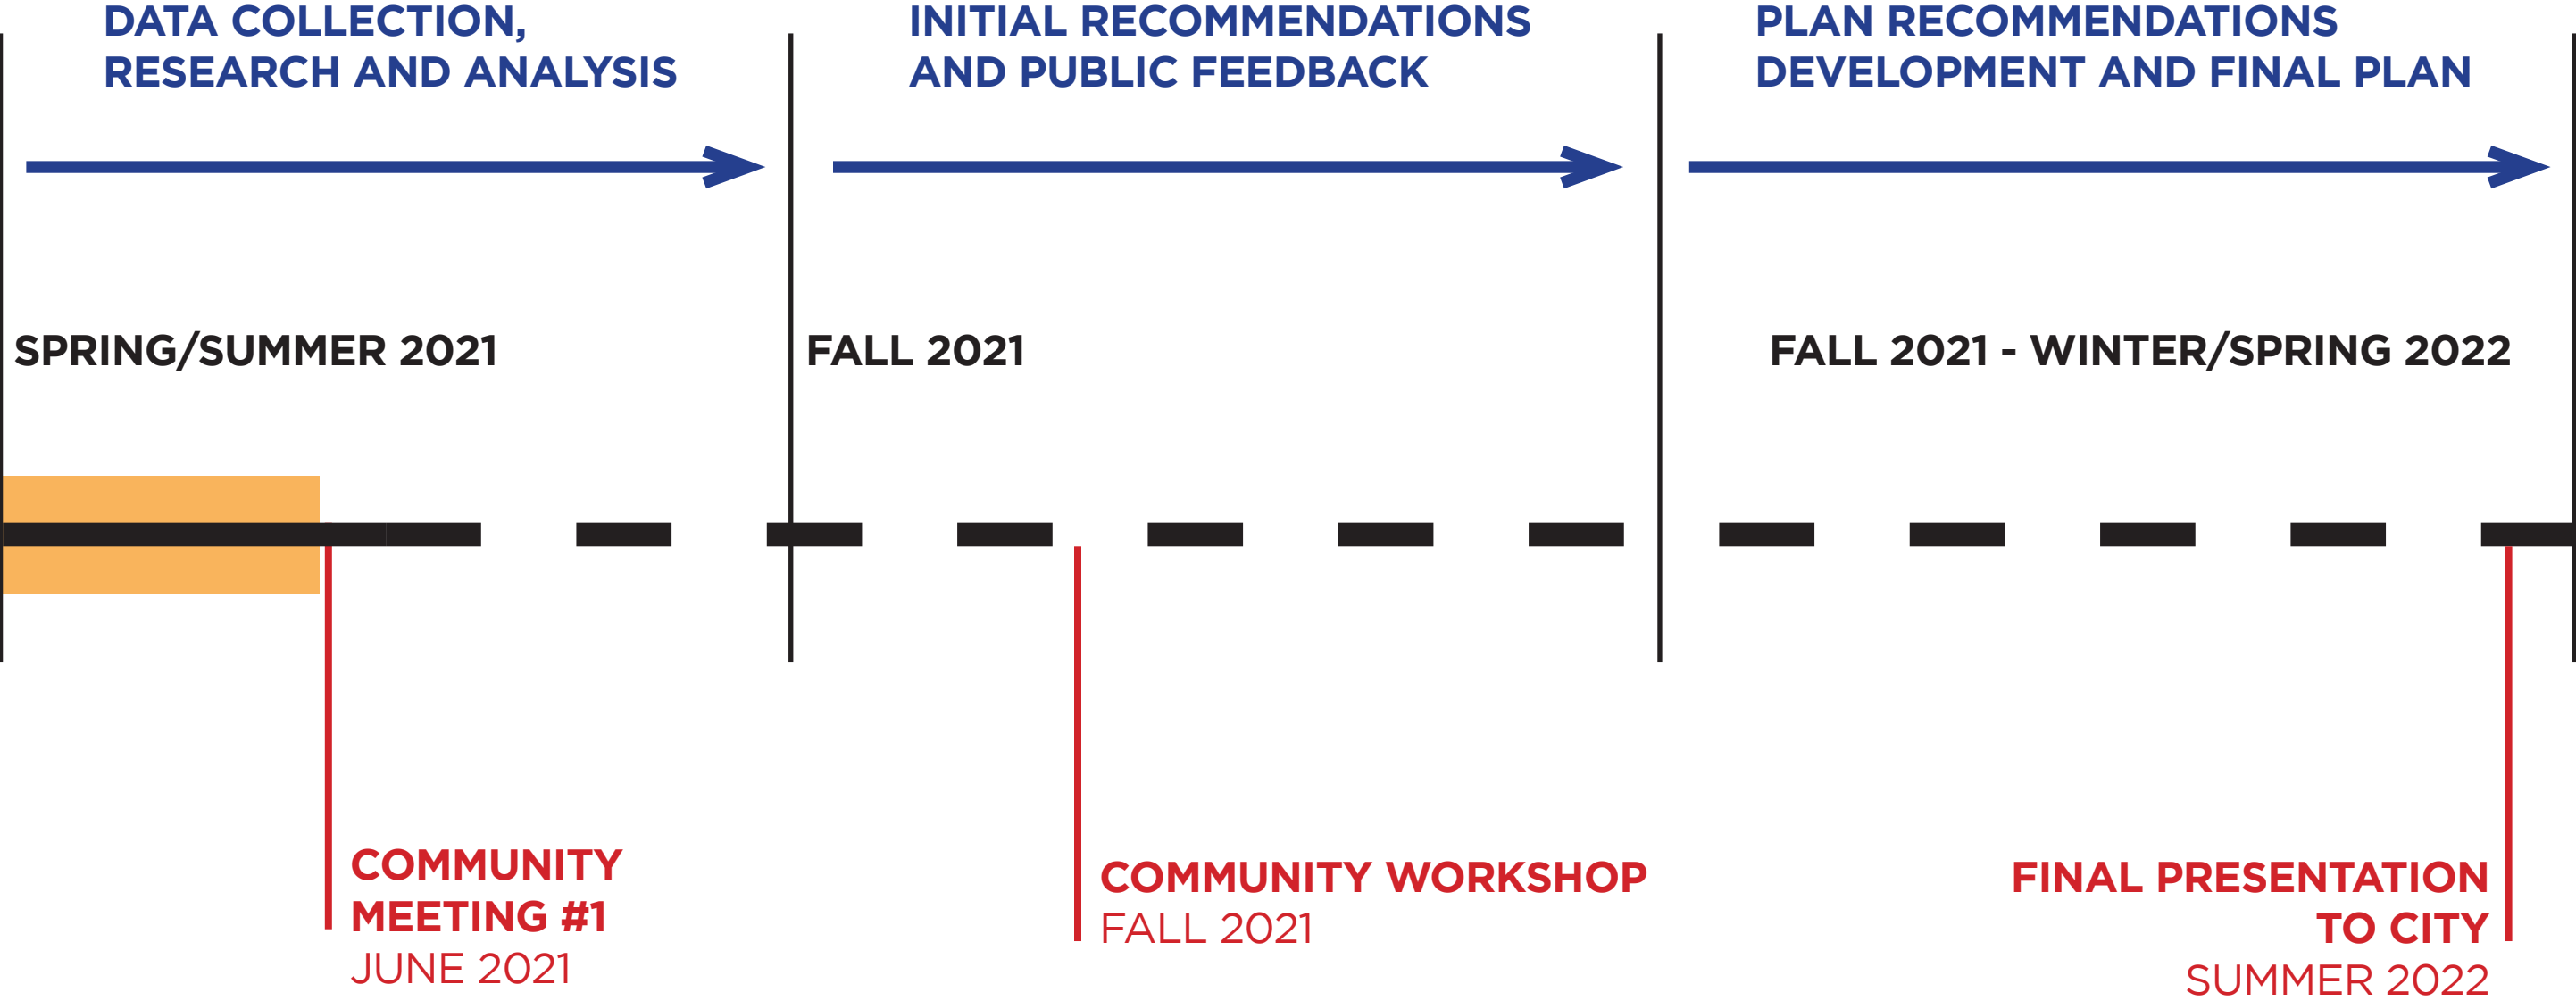 DATA COLLECTION,
RESEARCH AND ANALYSIS
INITIAL RECOMMENDATIONS
AND PUBLIC FEEDBACK
PLAN RECOMMENDATIONS
DEVELOPMENT AND FINAL PLAN
SPRING/SUMMER 2021
FALL 2021
FALL 2021 - WINTER/SPRING 2022
COMMUNITY
MEETING #1
JUNE 2021
COMMUNITY WORKSHOP
FALL 2021
FINAL PRESENTATION
TO CITY
SUMMER 2022